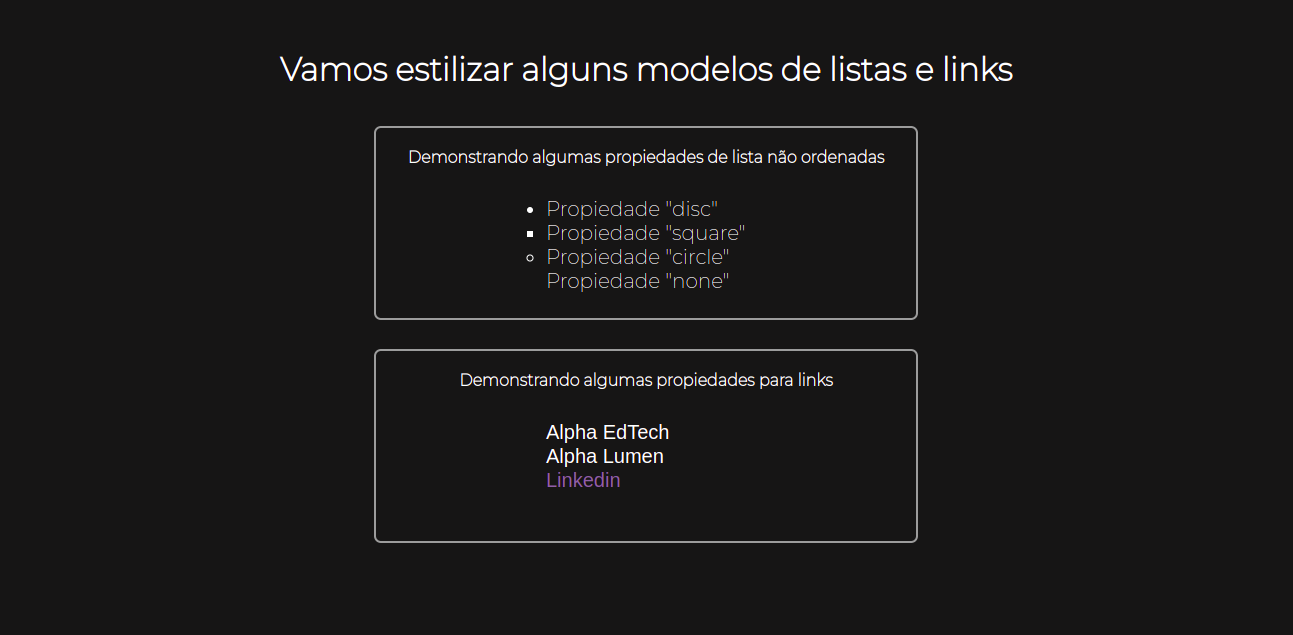 Vamos estilizar alguns modelos de listas e links
Demonstrando algumas propiedades de lista não ordenadas
Propiedade "disc"
Propiedade "square"
Propiedade "circle"
Propiedade "none"
Demonstrando algumas propiedades para links
Alpha EdTech
Alpha Lumen
Linkedin